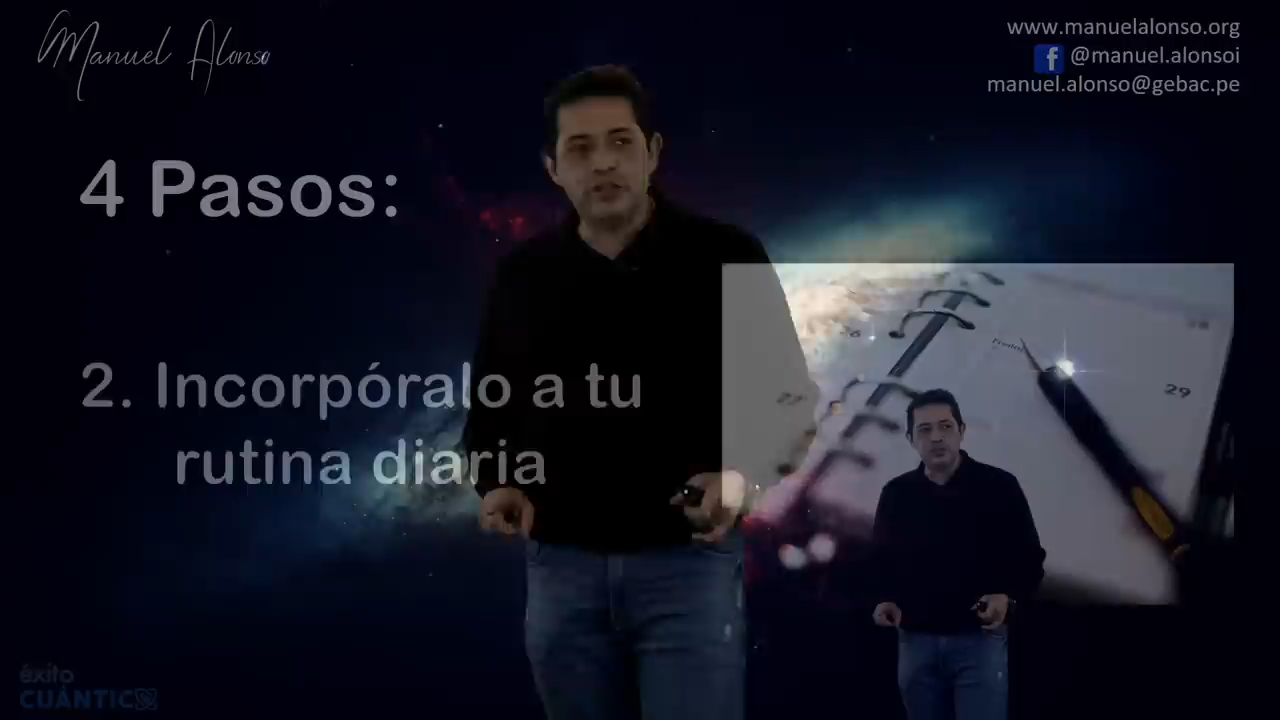 Manuel Alonso
www.manuelalonso.org
@manuel.alonsoi
manuel.alonso@gebac.pe
4 Pasos:
2. Incorpóralo a tu
rutina diaria
27
29
éxito
CUÁNTICO